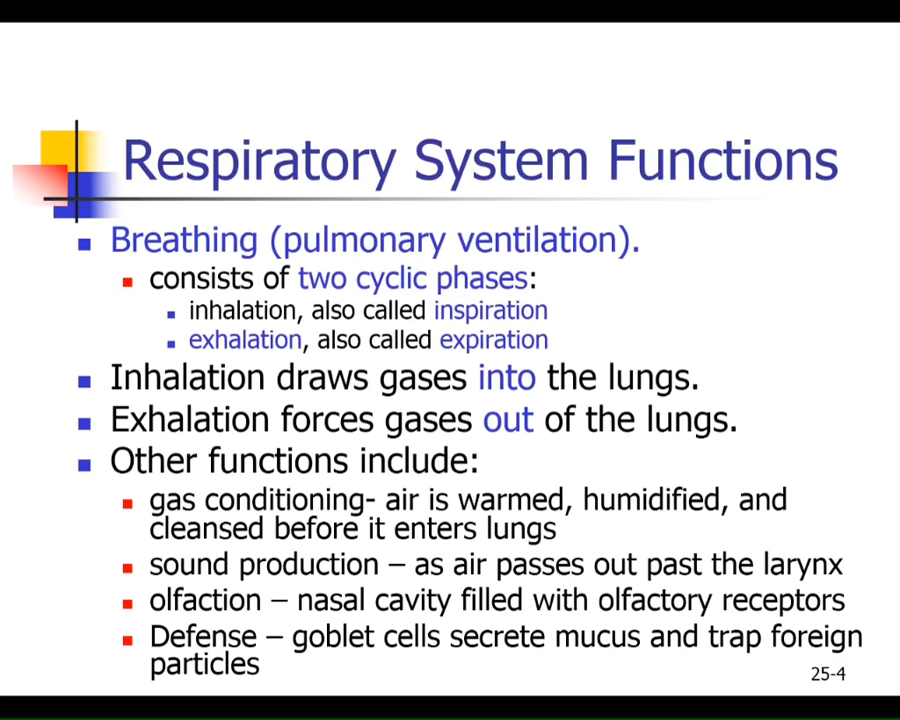 Respiratory System Functions
Breathing (pulmonary ventilation).
consists of two cyclic phases:
inhalation, also called inspiration
exhalation, also called expiration
Inhalation draws gases into the lungs.
Exhalation forces gases out of the lungs.
Other functions include:
gas conditioning- air is warmed, humidified, and
cleansed before it enters lungs
sound production – as air passes out past the larynx
olfaction – nasal cavity filled with olfactory receptors
Defense – goblet cells secrete mucus and trap foreign
particles
25-4